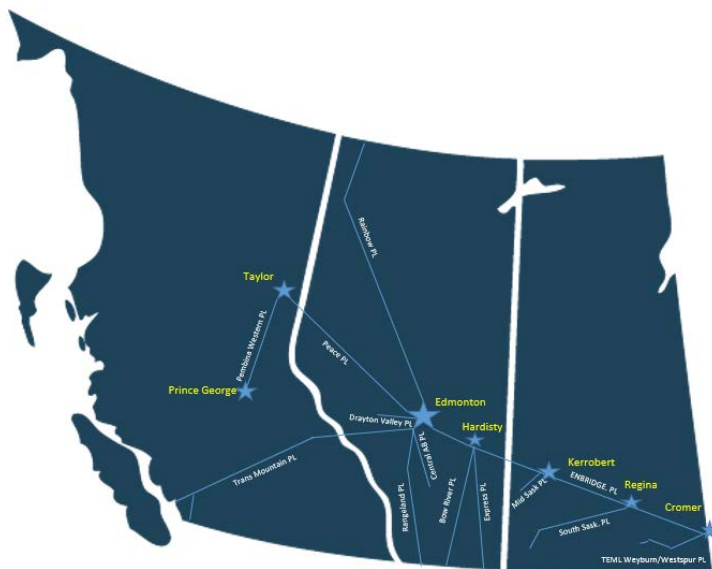 Rainbow PL
Taylor
Pembina Western PL
Peace PL
Prince George
Edmonton
Drayton Valley PL
Hardisty
Central AB PL
Trans Mountain PL
Rangeland PL
Bow River PL
Express PL
Kerrobert
ENBRIDGE. PL
Mid Sask PL
Regina
South Sask. PL
Cromer
TEML Weyburn/Westspur PL